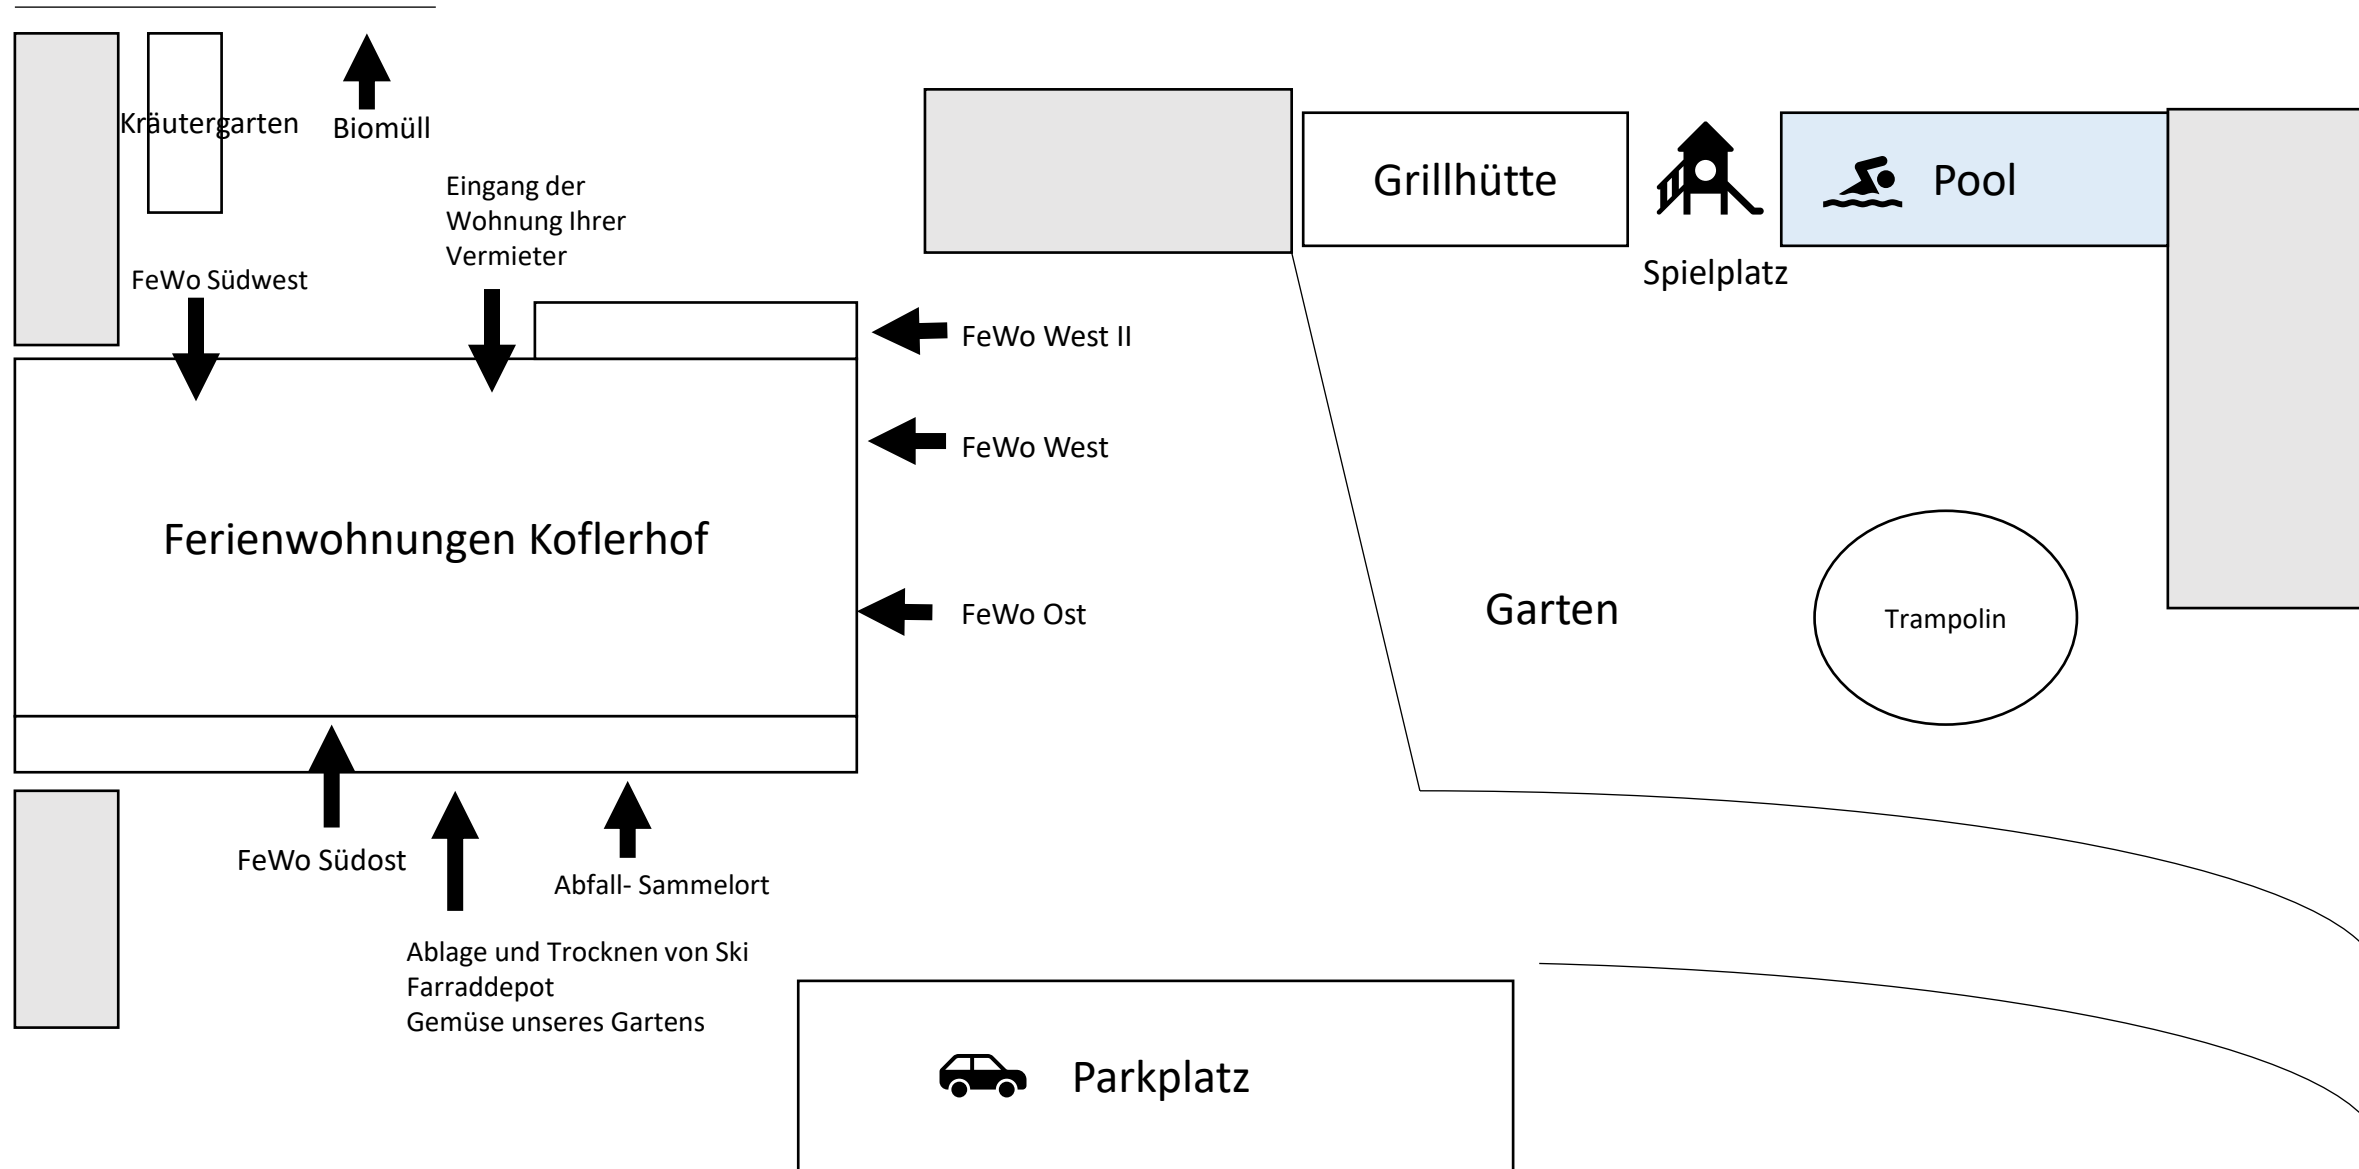 Kräutergarten
Biomüll
Eingang der
Wohnung Ihrer
Vermieter
FeWo Südwest
Grillhütte
Pool
Spielplatz
FeWo West II
FeWo West
Ferienwohnungen Koflerhof
FeWo Ost
Garten
Trampolin
FeWo Südost
Abfall- Sammelort
Ablage und Trocknen von Ski
Farraddepot
Gemüse unseres Gartens
Parkplatz